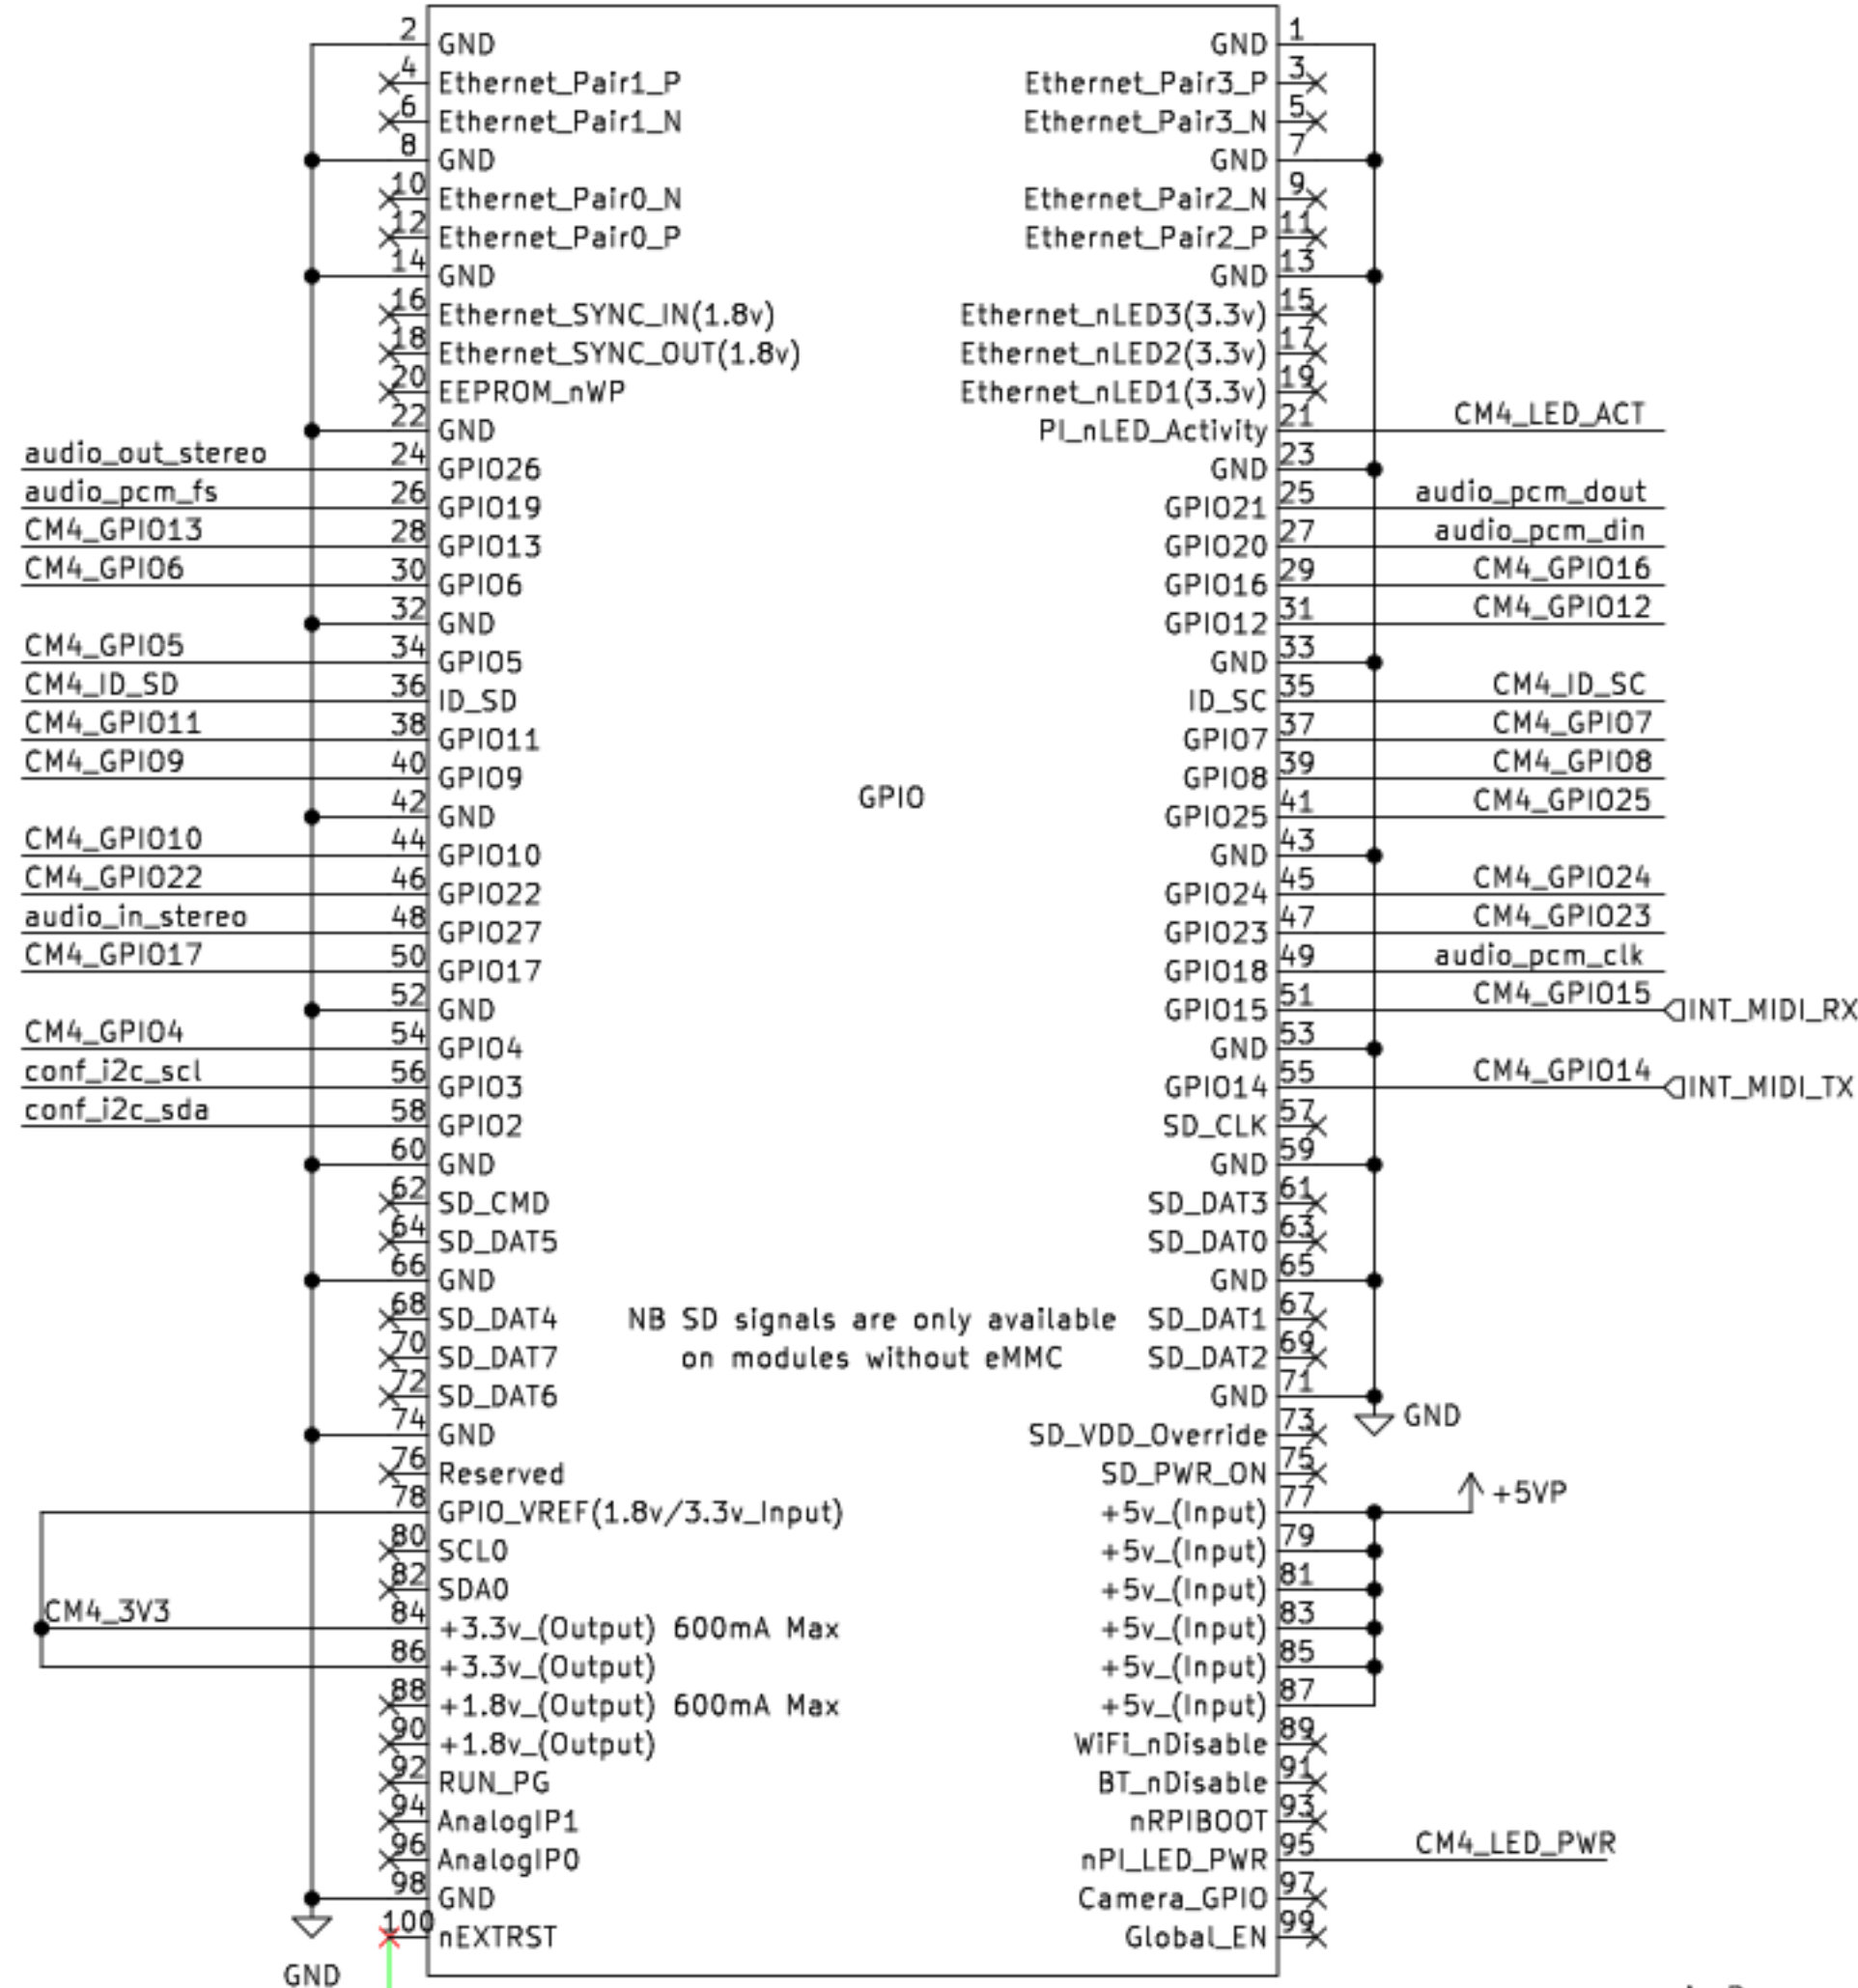 2 GND GND 1
4 Ethernet_Pair1_P Ethernet_Pair3_P 3
6 Ethernet_Pair1_N Ethernet_Pair3_N 5
8 GND GND 7
10 Ethernet_Pair0_N Ethernet_Pair2_N 9
12 Ethernet_Pair0_P Ethernet_Pair2_P 11
14 GND GND 13
16 Ethernet_SYNC_IN(1.8v) Ethernet_nLED3(3.3v) 15
18 Ethernet_SYNC_OUT(1.8v) Ethernet_nLED2(3.3v) 17
20 EEPROM_nWP Ethernet_nLED1(3.3v) 19
22 GND PI_nLED_Activity 21 CM4_LED_ACT
audio_out_stereo 24 GPIO26 GND 23
audio_pcm_fs 26 GPIO19 GPIO21 25 audio_pcm_dout
CM4_GPIO13 28 GPIO13 GPIO20 27 audio_pcm_din
CM4_GPIO6 30 GPIO6 GPIO16 29 CM4_GPIO16
32 GND GPIO12 31 CM4_GPIO12
CM4_GPIO5 34 GPIO5 GND 33
CM4_ID_SD 36 ID_SD ID_SC 35 CM4_ID_SC
CM4_GPIO11 38 GPIO11 GPIO7 37 CM4_GPIO7
CM4_GPIO9 40 GPIO9 GPIO8 39 CM4_GPIO8
GPIO
42 GND GPIO25 41 CM4_GPIO25
CM4_GPIO10 44 GPIO10 GND 43
CM4_GPIO22 46 GPIO22 GPIO24 45 CM4_GPIO24
audio_in_stereo 48 GPIO27 GPIO23 47 CM4_GPIO23
CM4_GPIO17 50 GPIO17 GPIO18 49 audio_pcm_clk
52 GND GPIO15 51 CM4_GPIO15 INT_MIDI_RX
CM4_GPIO4 54 GPIO4 GND 53
conf_i2c_scl 56 GPIO3 GPIO14 55 CM4_GPIO14 INT_MIDI_TX
conf_i2c_sda 58 GPIO2 SD_CLK 57
60 GND GND 59
62 SD_CMD SD_DAT3 61
64 SD_DAT5 SD_DAT0 63
66 GND GND 65
68 SD_DAT4 NB SD signals are only available SD_DAT1 67
70 SD_DAT7 on modules without eMMC SD_DAT2 69
72 SD_DAT6 GND 71
GND
74 GND SD_VDD_Override 73
76 Reserved SD_PWR_ON 75
+5VP
78 GPIO_VREF(1.8v/3.3v_Input) +5v_(Input) 77
80 SCL0 +5v_(Input) 79
82 SDA0 +5v_(Input) 81
CM4_3V3 84 +3.3v_(Output) 600mA Max +5v_(Input) 83
86 +3.3v_(Output) +5v_(Input) 85
88 +1.8v_(Output) 600mA Max +5v_(Input) 87
90 +1.8v_(Output) WiFi_nDisable 89
92 RUN_PG BT_nDisable 91
94 AnalogIP1 nRPIBOOT 93
96 AnalogIP0 nPI_LED_PWR 95 CM4_LED_PWR
98 GND Camera_GPIO 97
100 nEXTRST Global_EN 99
GND